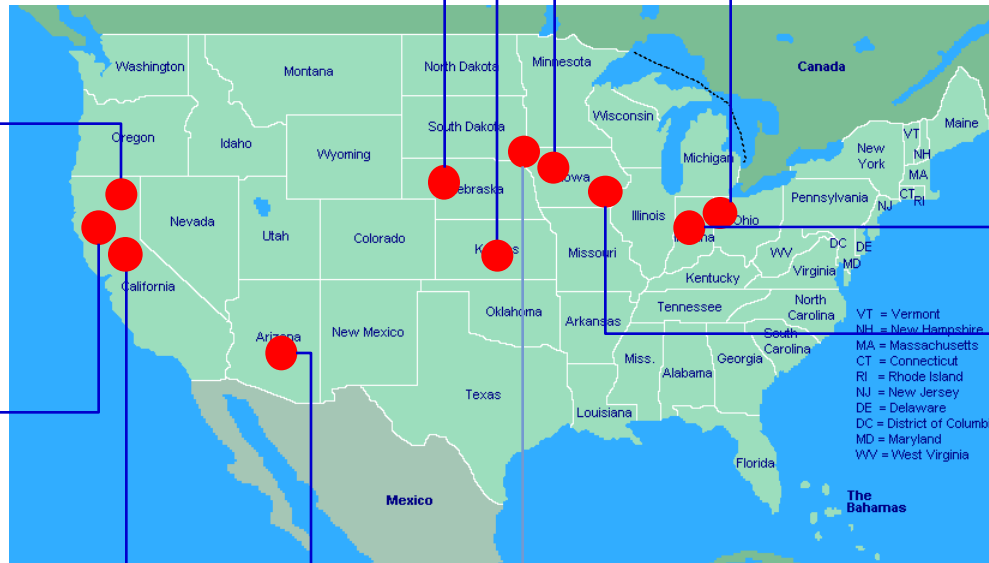 Washington
Montana
North Dakota
Minnesota
Canada
Oregon
Idaho
Wyoming
South Dakota
Wisconsin
Michigan
New
York
VT
NH
Maine
MA
CT
RI
Nevada
Utah
Colorado
Illinois
Ohio
Pennsylvania
NJ
California
Missouri
WV
Virginia
DC
DE
MD
Kentucky
Arizona
New Mexico
Oklahoma
Arkansas
Tennessee
North
Carolina
South
Carolina
Texas
Louisiana
Miss.
Alabama
Georgia
Florida
Mexico
The
Bahamas
VT = Vermont
NH = New Hampshire
MA = Massachusetts
CT = Connecticut
RI = Rhode Island
NJ = New Jersey
DE = Delaware
DC = District of Columb
MD = Maryland
WV = West Virginia